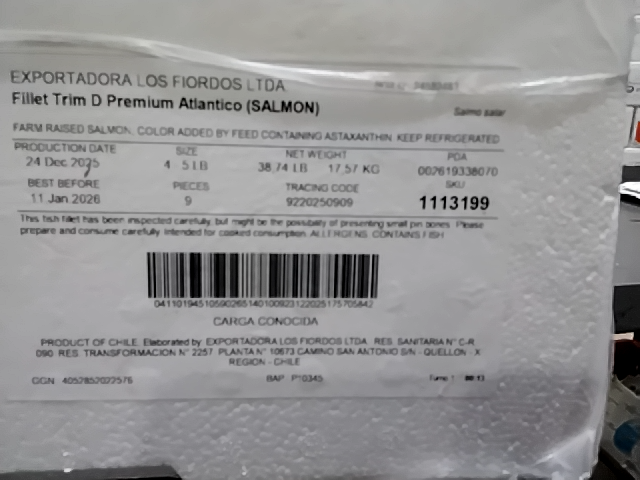 EXPORTADORA LOS FIORDOS LTDA.
Fillet Trim D Premium Atlantico (SALMON)
Salmo salar
FARM RAISED SALMON. COLOR ADDED BY FEED CONTAINING ASTAXANTHIN. KEEP REFRIGERATED
PRODUCTION DATE SIZE NET WEIGHT PDA
24 Dec 2025 4 5 LB 38,74 LB 17,57 KG 002619338070
BEST BEFORE PIECES TRACING CODE SKU
11 Jan 2026 9 9220250909 1113199
This fish fillet has been inspected carefully, but might be the possibility of presenting small pin bones. Please
prepare and consume carefully. Intended for cooked consumption. ALLERGENS: CONTAINS FISH
CARGA CONOCIDA
PRODUCT OF CHILE. Elaborated by: EXPORTADORA LOS FIORDOS LTDA. RES. SANITARIA N° C-R
090. RES. TRANSFORMACION N° 2257. PLANTA N° 10673 CAMINO SAN ANTONIO S/N - QUELLON - X
REGION - CHILE
GGN: 4052852022576 BAP: P10345 Turno 1